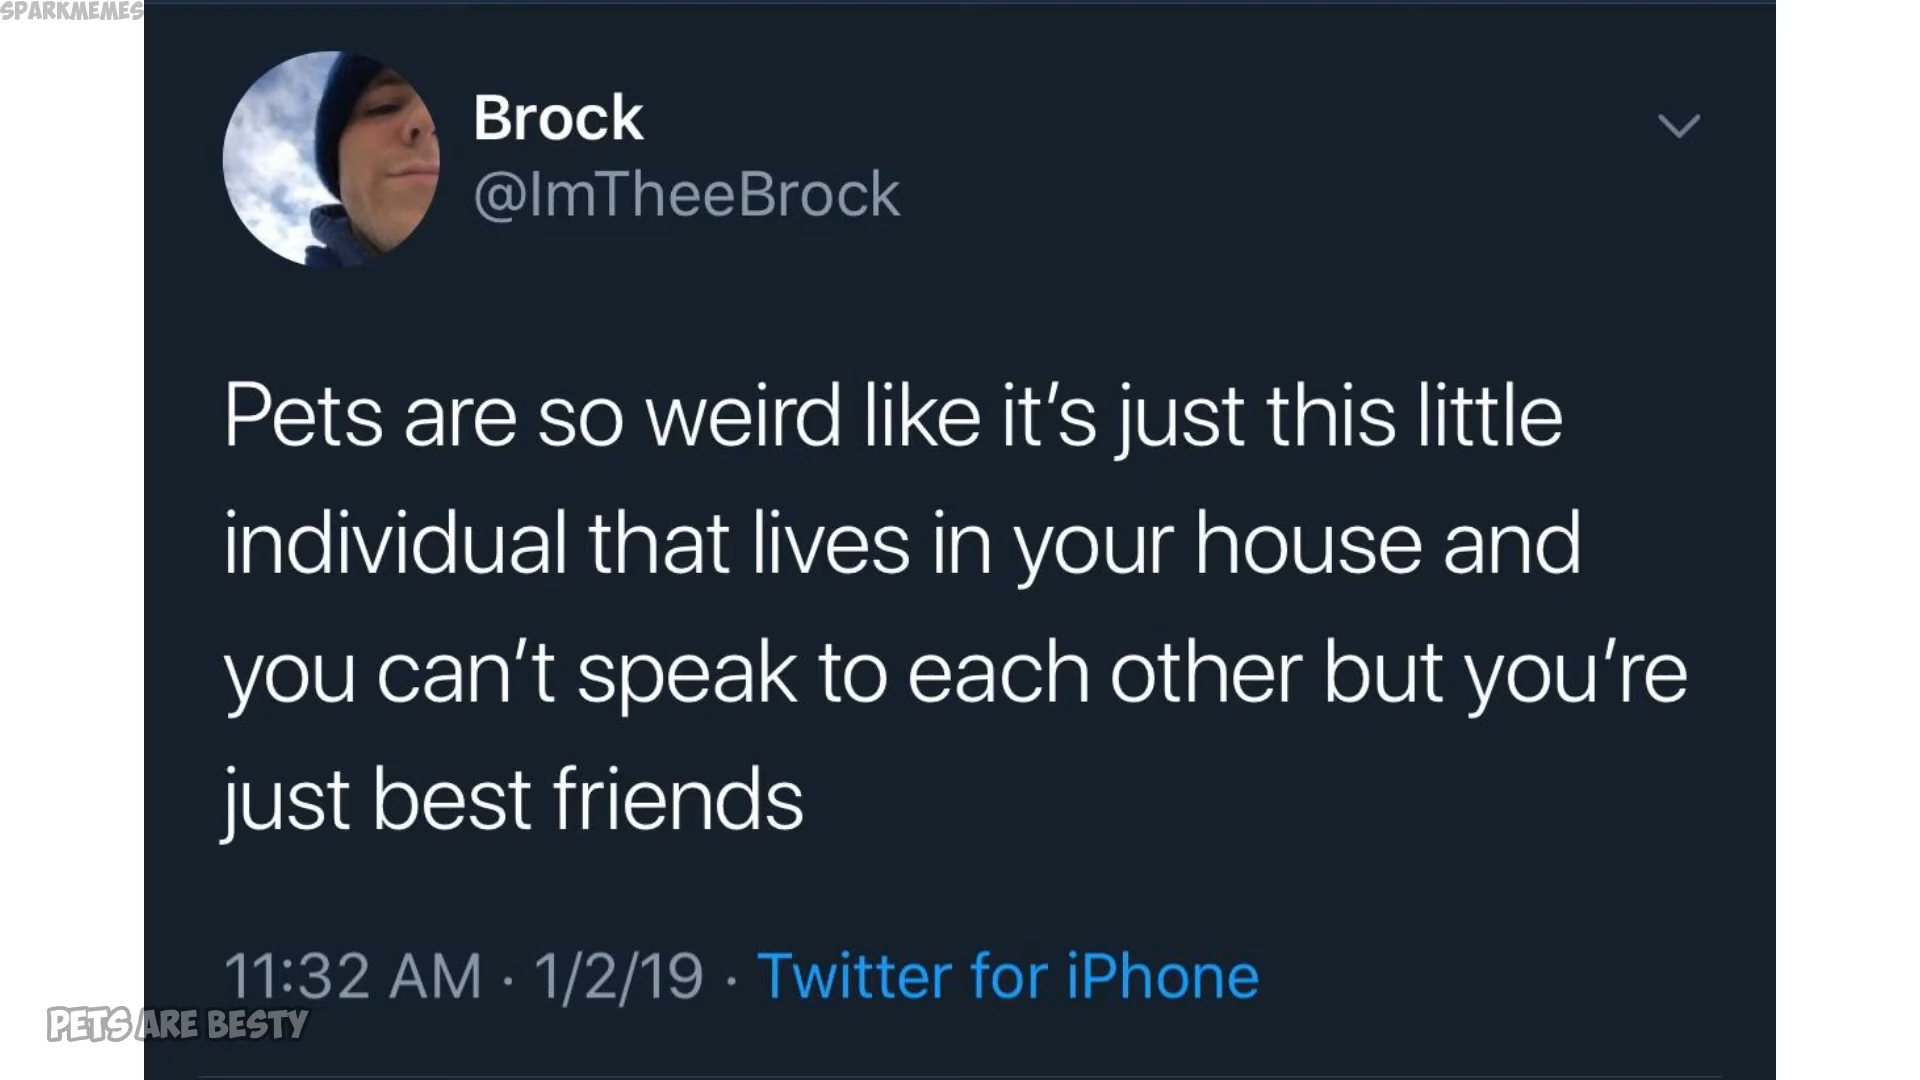 SPARKMEMES
Brock
@ImTheeBrock
Pets are so weird like it’s just this little
individual that lives in your house and
you can’t speak to each other but you’re
just best friends
11:32 AM · 1/2/19 · Twitter for iPhone
PETS ARE BESTY